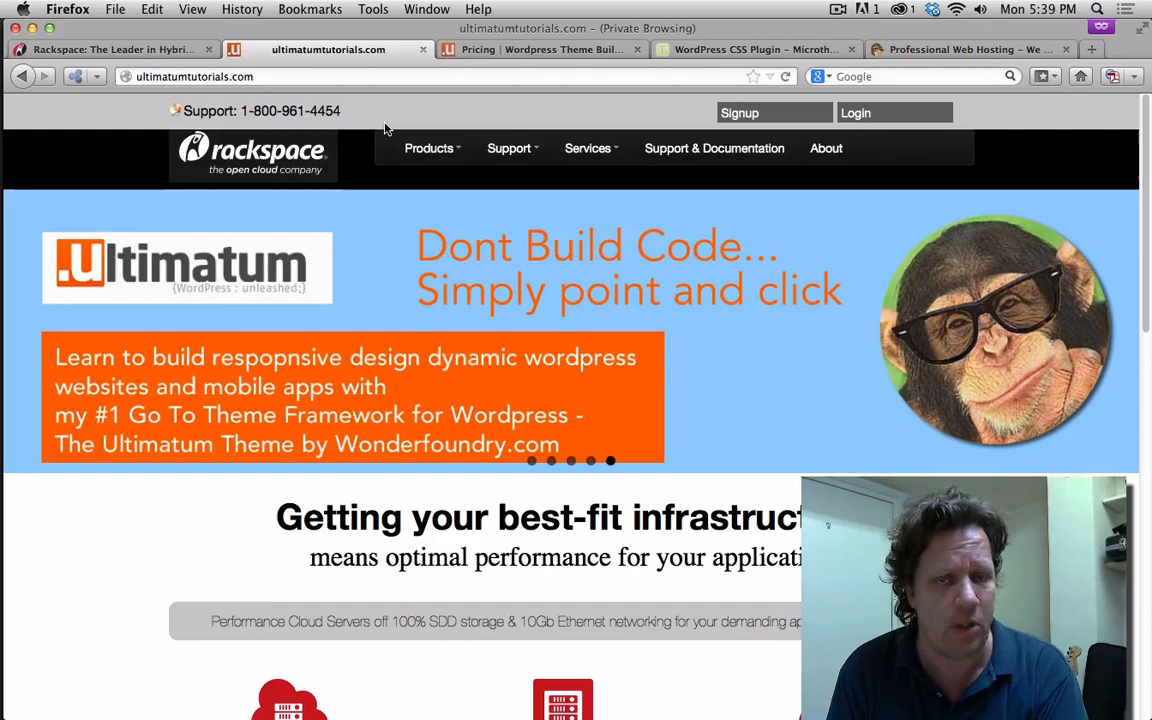 Firefox File Edit View History Bookmarks Tools Window Help
1 1 Mon 5:39 PM
ultimatumtutorials.com – (Private Browsing)
Rackspace: The Leader in Hybri... ultimatumtutorials.com Pricing | Wordpress Theme Buil... WordPress CSS Plugin – Microth... Professional Web Hosting – We ...
ultimatumtutorials.com Google
Support: 1-800-961-4454
Signup Login
rackspace.
the open cloud company
Products Support Services Support & Documentation About
.ultimatum
{WordPress : unleashed;}
Dont Build Code...
Simply point and click
Learn to build respopnsive design dynamic wordpress
websites and mobile apps with
my #1 Go To Theme Framework for Wordpress -
The Ultimatum Theme by Wonderfoundry.com
Getting your best-fit infrastruct
means optimal performance for your applicati
Performance Cloud Servers off 100% SDD storage & 10Gb Ethernet networking for your demanding ap